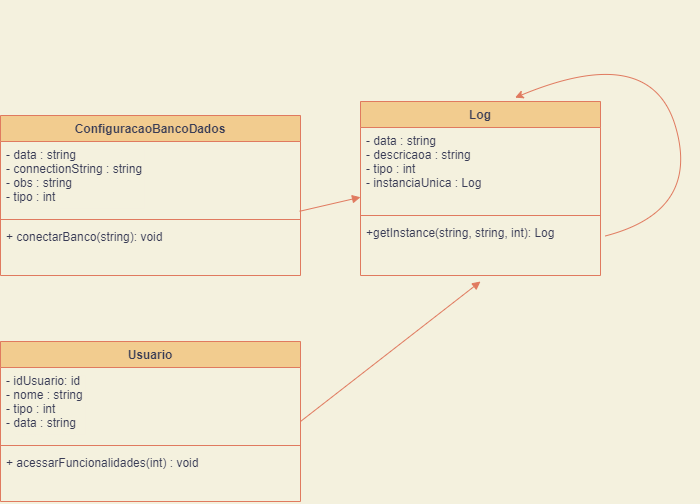 ConfiguracaoBancoDados
- data : string
- connectionString : string
- obs : string
- tipo : int
+ conectarBanco(string): void
Log
- data : string
- descricaoa : string
- tipo : int
- instanciaUnica : Log
+getInstance(string, string, int): Log
Usuario
- idUsuario: id
- nome : string
- tipo : int
- data : string
+ acessarFuncionalidades(int) : void